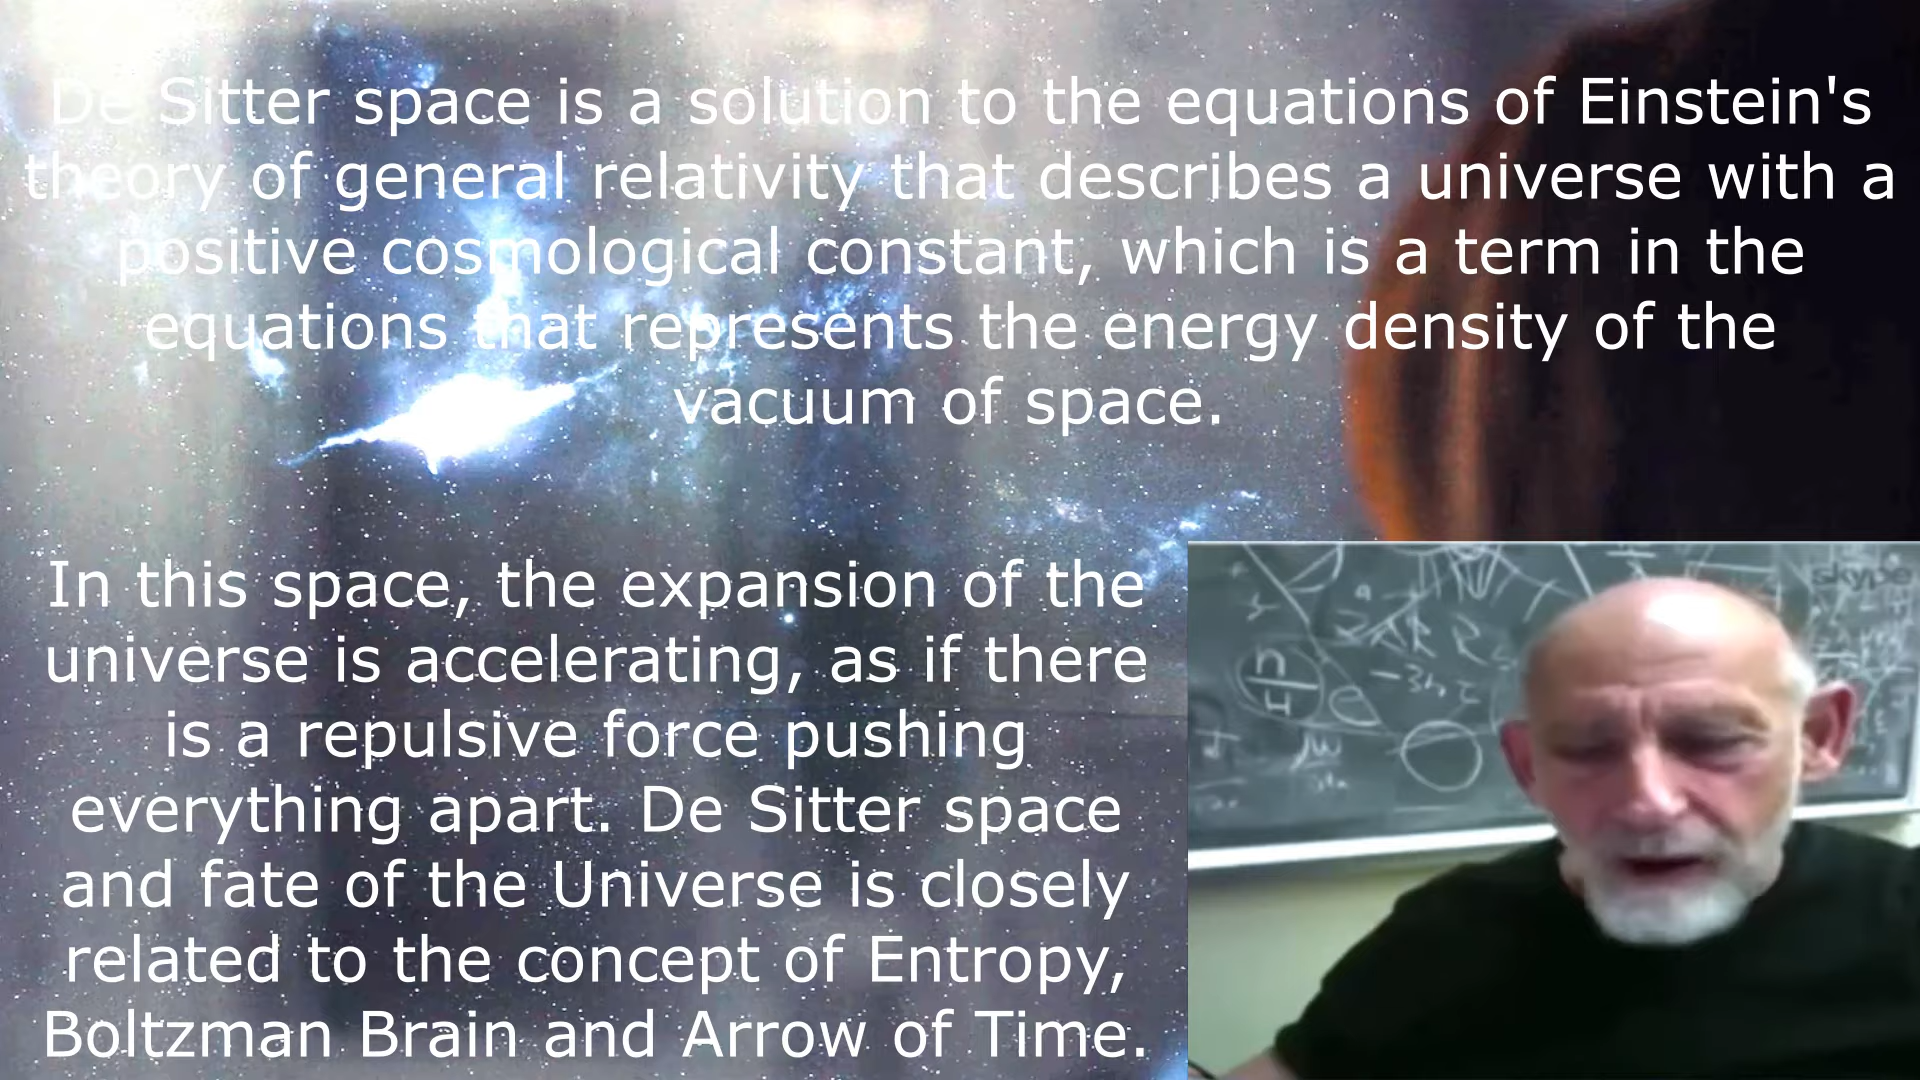 De Sitter space is a solution to the equations of Einstein's
theory of general relativity that describes a universe with a
positive cosmological constant, which is a term in the
equations that represents the energy density of the
vacuum of space.
In this space, the expansion of the
universe is accelerating, as if there
is a repulsive force pushing
everything apart. De Sitter space
and fate of the Universe is closely
related to the concept of Entropy,
Boltzman Brain and Arrow of Time.
skype
n
4